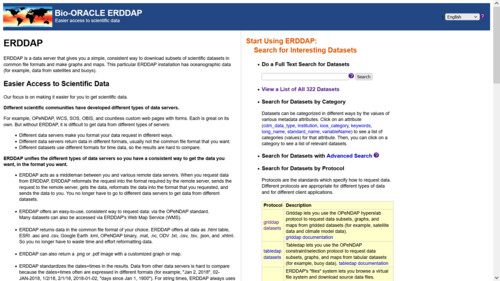 Bio-ORACLE ERDDAP
Easier access to scientific data
English
?
ERDDAP
ERDDAP is a data server that gives you a simple, consistent way to download subsets of scientific datasets in
common file formats and make graphs and maps. This particular ERDDAP installation has oceanographic data
(for example, data from satellites and buoys).
Easier Access to Scientific Data
Our focus is on making it easier for you to get scientific data.
Different scientific communities have developed different types of data servers.
For example, OPeNDAP, WCS, SOS, OBIS, and countless custom web pages with forms. Each is great on its
own. But without ERDDAP, it is difficult to get data from different types of servers:
• Different data servers make you format your data request in different ways.
• Different data servers return data in different formats, usually not the common file format that you want.
• Different datasets use different formats for time data, so the results are hard to compare.
ERDDAP unifies the different types of data servers so you have a consistent way to get the data you
want, in the format you want.
• ERDDAP acts as a middleman between you and various remote data servers. When you request data
from ERDDAP, ERDDAP reformats the request into the format required by the remote server, sends the
request to the remote server, gets the data, reformats the data into the format that you requested, and
sends the data to you. You no longer have to go to different data servers to get data from different
datasets.
• ERDDAP offers an easy-to-use, consistent way to request data: via the OPeNDAP standard.
Many datasets can also be accessed via ERDDAP's Web Map Service (WMS).
• ERDDAP returns data in the common file format of your choice. ERDDAP offers all data as .html table,
ESRI .asc and .csv, Google Earth .kml, OPeNDAP binary, .mat, .nc, ODV .txt, .csv, .tsv, .json, and .xhtml.
So you no longer have to waste time and effort reformatting data.
• ERDDAP can also return a .png or .pdf image with a customized graph or map.
• ERDDAP standardizes the dates+times in the results. Data from other data servers is hard to compare
because the dates+times often are expressed in different formats (for example, "Jan 2, 2018", 02-
JAN-2018, 1/2/18, 2/1/18, 2018-01-02, "days since Jan 1, 1900"). For string times, ERDDAP always uses
Start Using ERDDAP:
Search for Interesting Datasets
• Do a Full Text Search for Datasets
? Search
• View a List of All 322 Datasets
• Search for Datasets by Category
Datasets can be categorized in different ways by the values of
various metadata attributes. Click on an attribute
(cdm_data_type, institution, ioos_category, keywords,
long_name, standard_name, variableName) to see a list of
categories (values) for that attribute. Then, you can click on a
category to see a list of relevant datasets.
• Search for Datasets with Advanced Search ?
• Search for Datasets by Protocol
Protocols are the standards which specify how to request data.
Different protocols are appropriate for different types of data
and for different client applications.
Protocol Description
griddap datasets
Griddap lets you use the OPeNDAP hyperslab
protocol to request data subsets, graphs, and
maps from gridded datasets (for example, satellite
data and climate model data).
griddap documentation
tabledap datasets
Tabledap lets you use the OPeNDAP
constraint/selection protocol to request data
subsets, graphs, and maps from tabular datasets
(for example, buoy data). tabledap documentation
ERDDAP's "files" system lets you browse a virtual
file system and download source data files.